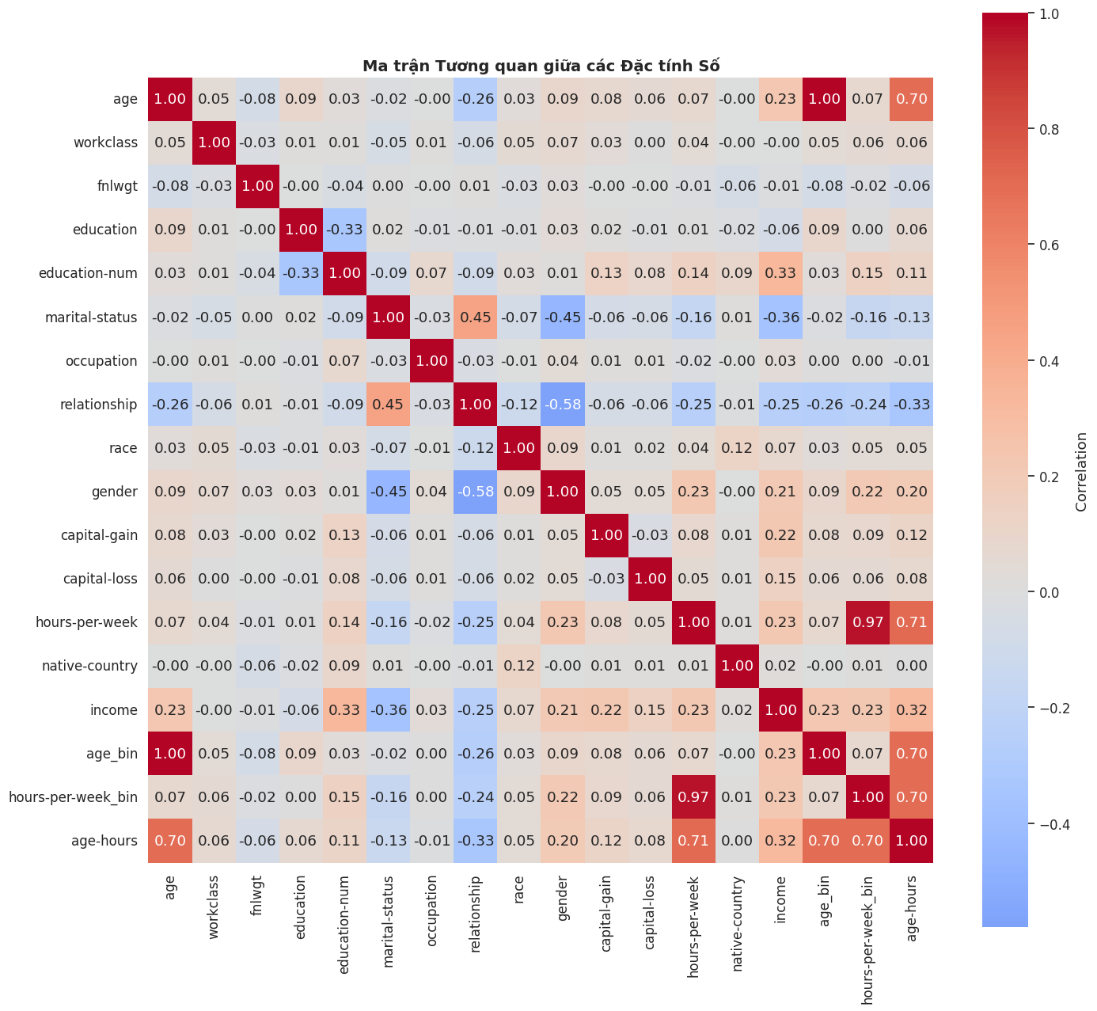 Ma trận Tương quan giữa các Đặc tính Số
age 1.00 0.05 -0.08 0.09 0.03 -0.02 -0.00 -0.26 0.03 0.09 0.08 0.06 0.07 -0.00 0.23 1.00 0.07 0.70
workclass 0.05 1.00 -0.03 0.01 0.01 -0.05 0.01 -0.06 0.05 0.07 0.03 0.00 0.04 -0.00 -0.00 0.05 0.06 0.06
fnlwgt -0.08 -0.03 1.00 -0.00 -0.04 0.00 -0.00 0.01 -0.03 0.03 -0.00 -0.00 -0.01 -0.06 -0.01 -0.08 -0.02 -0.06
education 0.09 0.01 -0.00 1.00 -0.33 0.02 -0.01 -0.01 -0.01 0.03 0.02 -0.01 0.01 -0.02 -0.06 0.09 0.00 0.06
education-num 0.03 0.01 -0.04 -0.33 1.00 -0.09 0.07 -0.09 0.03 0.01 0.13 0.08 0.14 0.09 0.33 0.03 0.15 0.11
marital-status -0.02 -0.05 0.00 0.02 -0.09 1.00 -0.03 0.45 -0.07 -0.45 -0.06 -0.06 -0.16 0.01 -0.36 -0.02 -0.16 -0.13
occupation -0.00 0.01 -0.00 -0.01 0.07 -0.03 1.00 -0.03 -0.01 0.04 0.01 0.01 -0.02 -0.00 0.03 0.00 0.00 -0.01
relationship -0.26 -0.06 0.01 -0.01 -0.09 0.45 -0.03 1.00 -0.12 -0.58 -0.06 -0.06 -0.25 -0.01 -0.25 -0.26 -0.24 -0.33
race 0.03 0.05 -0.03 -0.01 0.03 -0.07 -0.01 -0.12 1.00 0.09 0.01 0.02 0.04 0.12 0.07 0.03 0.05 0.05
gender 0.09 0.07 0.03 0.03 0.01 -0.45 0.04 -0.58 0.09 1.00 0.05 0.05 0.23 -0.00 0.21 0.09 0.22 0.20
capital-gain 0.08 0.03 -0.00 0.02 0.13 -0.06 0.01 -0.06 0.01 0.05 1.00 -0.03 0.08 0.01 0.22 0.08 0.09 0.12
capital-loss 0.06 0.00 -0.00 -0.01 0.08 -0.06 0.01 -0.06 0.02 0.05 -0.03 1.00 0.05 0.01 0.15 0.06 0.06 0.08
hours-per-week 0.07 0.04 -0.01 0.01 0.14 -0.16 -0.02 -0.25 0.04 0.23 0.08 0.05 1.00 0.01 0.23 0.07 0.97 0.71
native-country -0.00 -0.00 -0.06 -0.02 0.09 0.01 -0.00 -0.01 0.12 -0.00 0.01 0.01 0.01 1.00 0.02 -0.00 0.01 0.00
income 0.23 -0.00 -0.01 -0.06 0.33 -0.36 0.03 -0.25 0.07 0.21 0.22 0.15 0.23 0.02 1.00 0.23 0.23 0.32
age_bin 1.00 0.05 -0.08 0.09 0.03 -0.02 0.00 -0.26 0.03 0.09 0.08 0.06 0.07 -0.00 0.23 1.00 0.07 0.70
hours-per-week_bin 0.07 0.06 -0.02 0.00 0.15 -0.16 0.00 -0.24 0.05 0.22 0.09 0.06 0.97 0.01 0.23 0.07 1.00 0.70
age-hours 0.70 0.06 -0.06 0.06 0.11 -0.13 -0.01 -0.33 0.05 0.20 0.12 0.08 0.71 0.00 0.32 0.70 0.70 1.00
age
workclass
fnlwgt
education
education-num
marital-status
occupation
relationship
race
gender
capital-gain
capital-loss
hours-per-week
native-country
income
age_bin
hours-per-week_bin
age-hours
1.0
0.8
0.6
0.4
0.2
0.0
−0.2
−0.4
Correlation